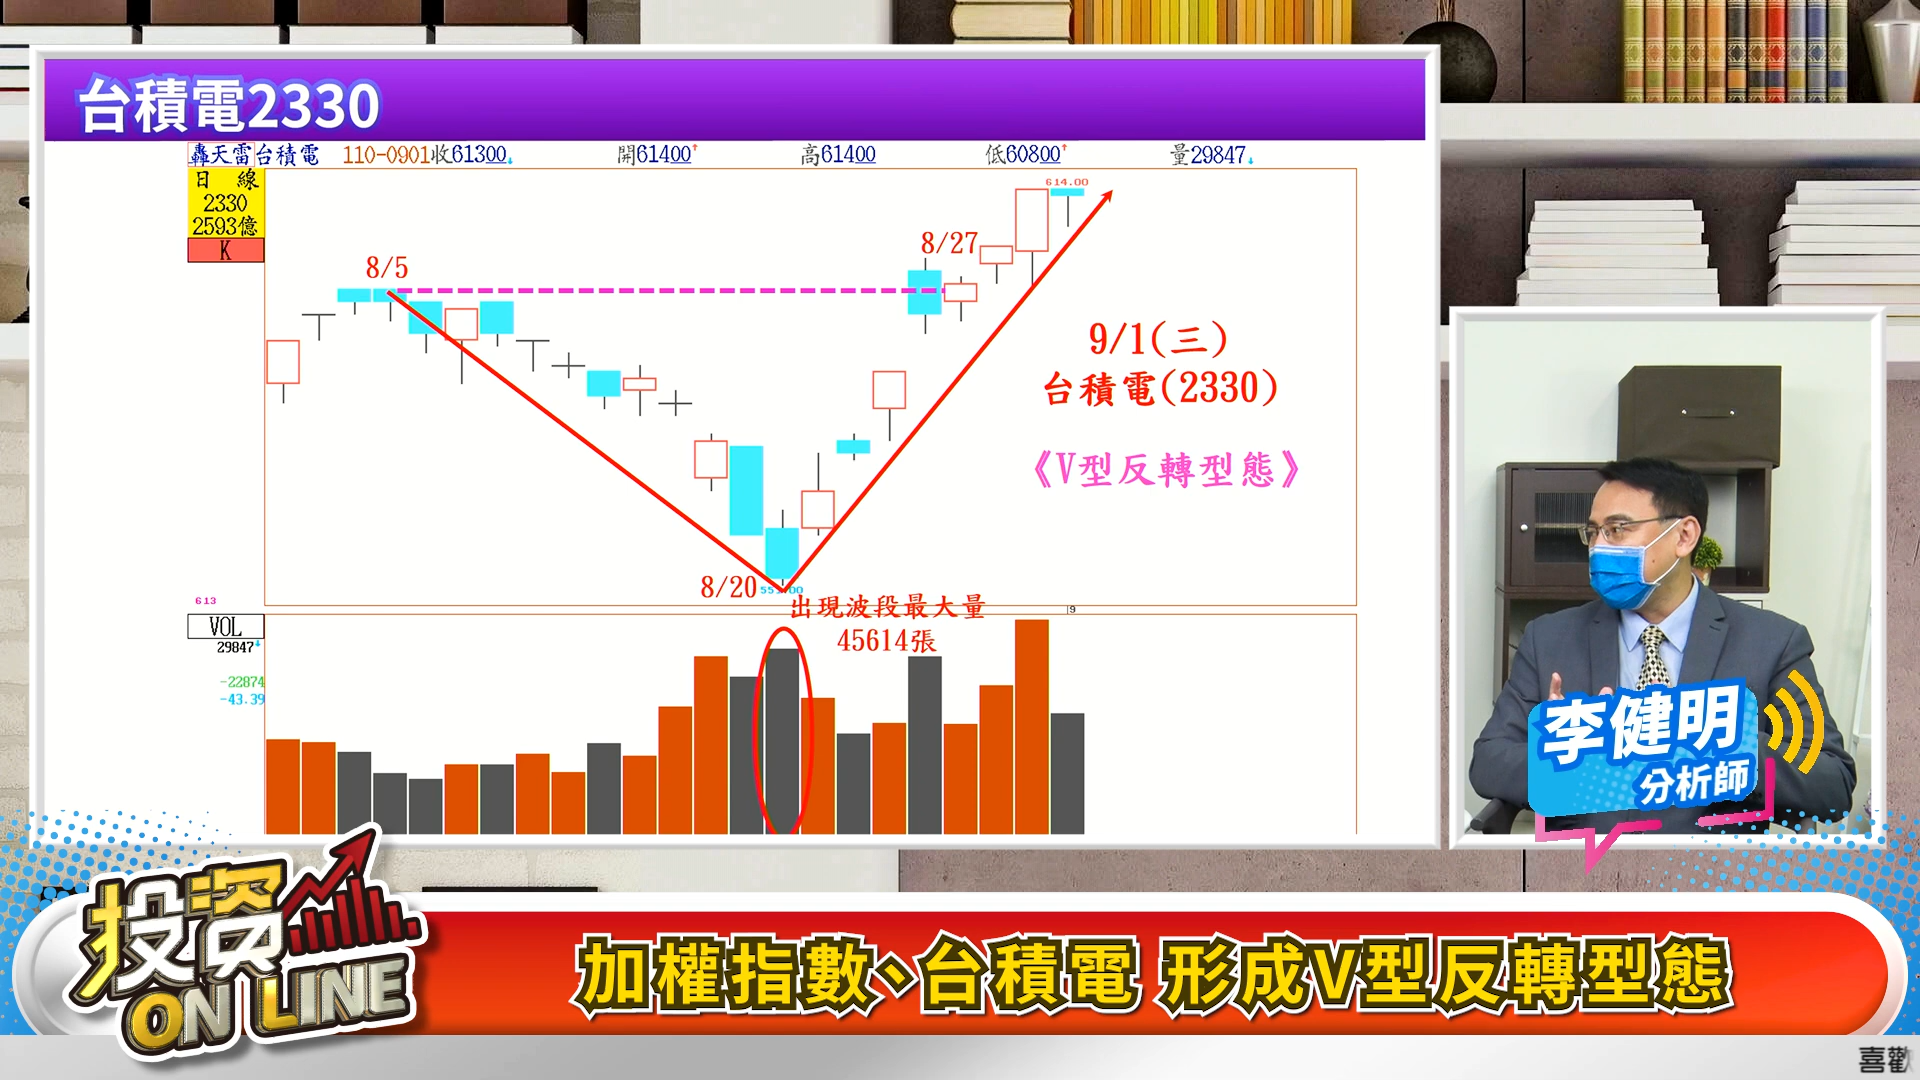 台積電2330
轟天雷台積電 110-0901收61300↓ 開61400↑ 高61400 低60800↑ 量29847↓
日 線
2330
2593億
K
614.00
8/27
8/5
9/1(三)
台積電(2330)
《V型反轉型態》
8/20
出現波段最大量
45614張
613
9
VOL
29847↓
-22874
-43.39
李健明
分析師
投資
ON LINE
加權指數、台積電 形成V型反轉型態
喜歡